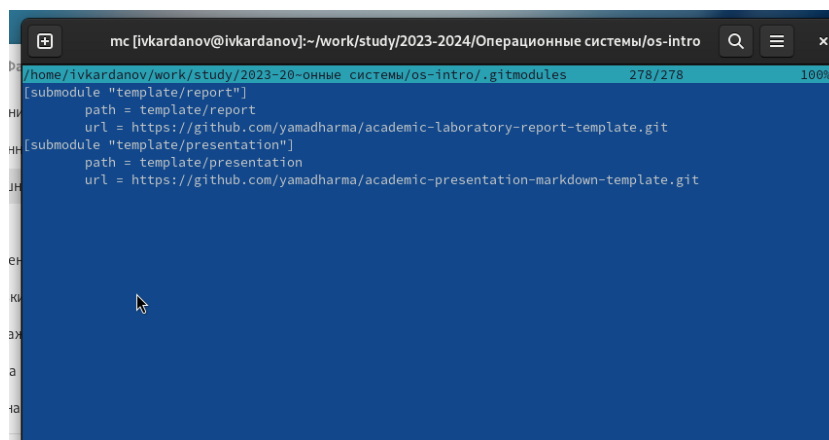 mc [ivkardanov@ivkardanov]:~/work/study/2023-2024/Операционные системы/os-intro
/home/ivkardanov/work/study/2023-20~онные системы/os-intro/.gitmodules 278/278 100%
[submodule "template/report"]
path = template/report
url = https://github.com/yamadharma/academic-laboratory-report-template.git
[submodule "template/presentation"]
path = template/presentation
url = https://github.com/yamadharma/academic-presentation-markdown-template.git